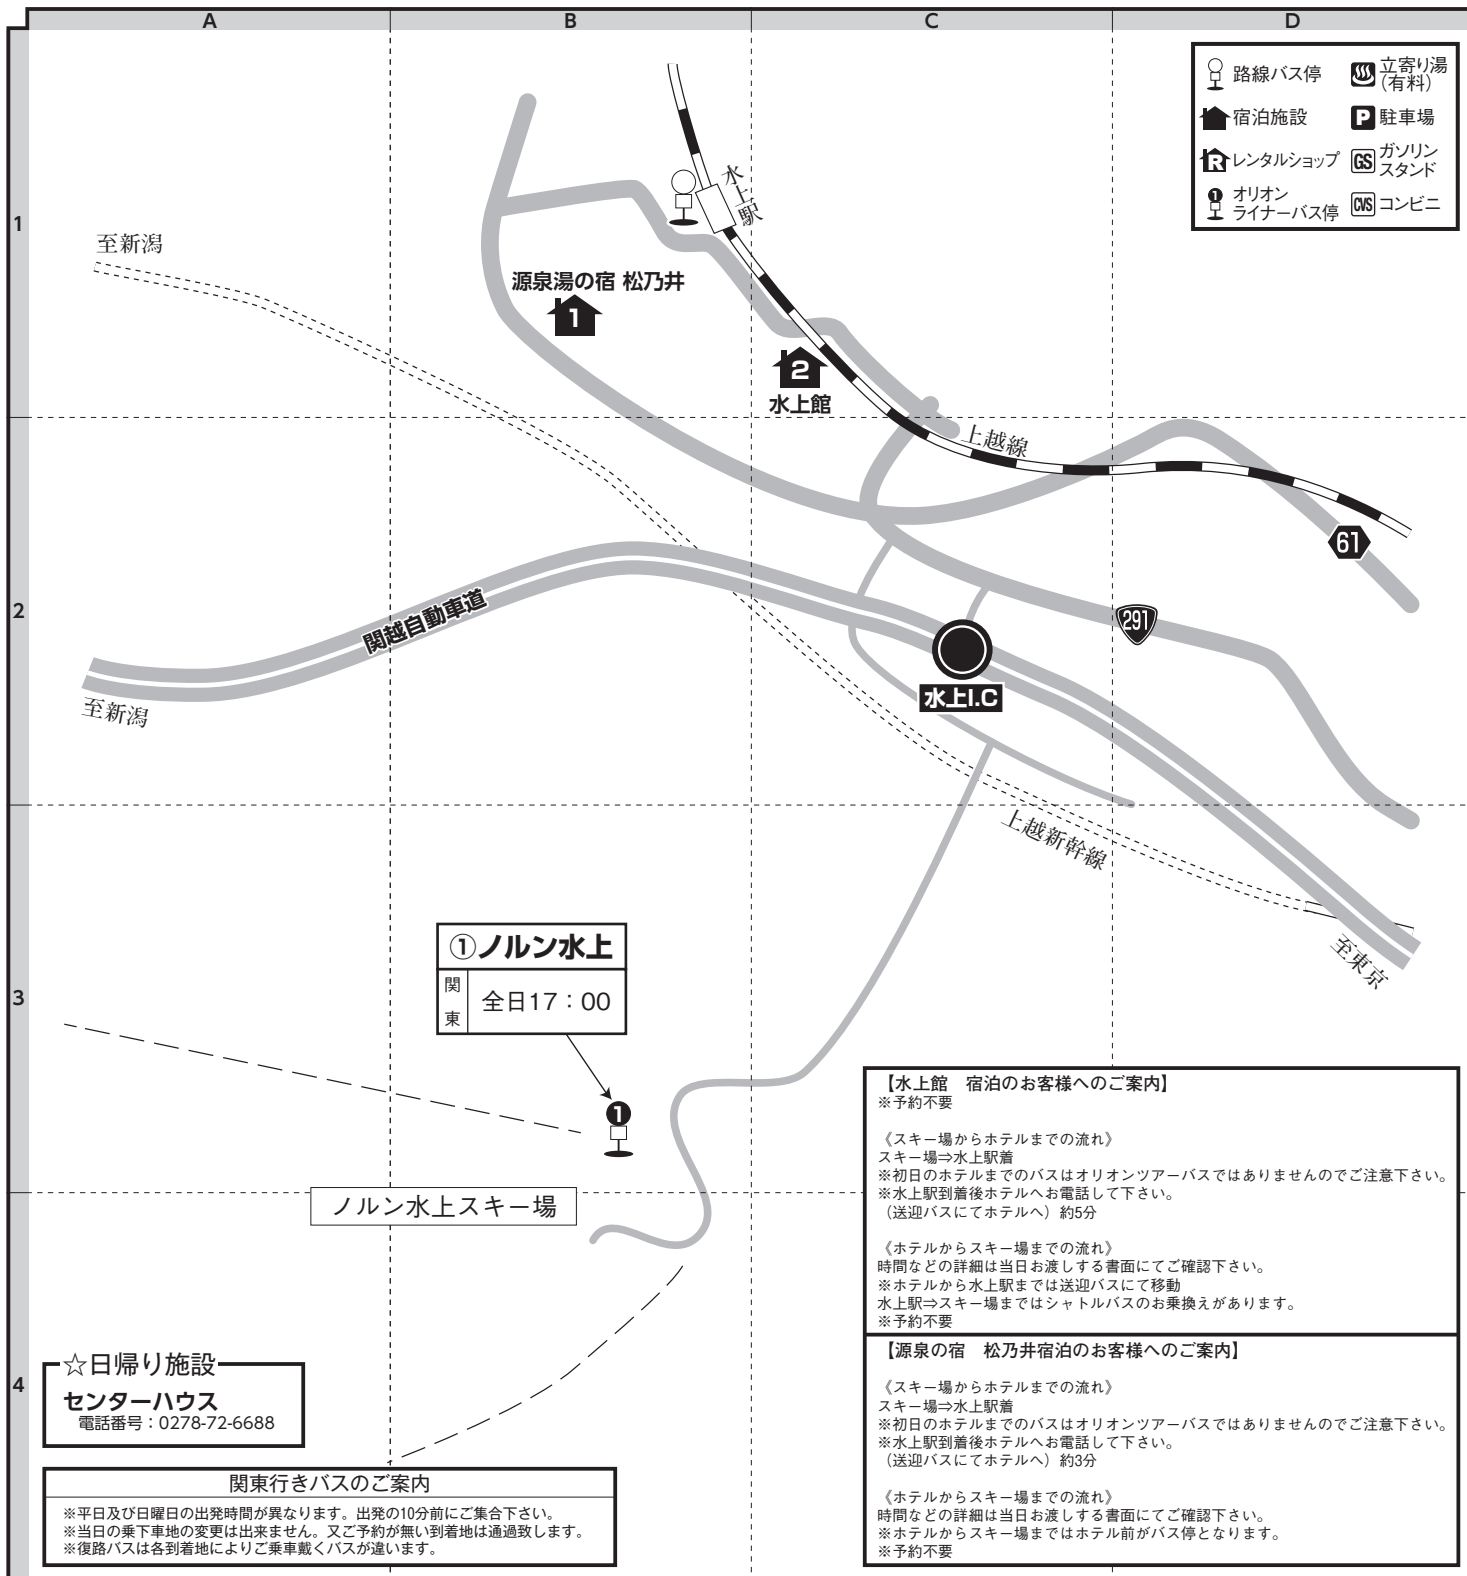 A
B
C
D
1
2
3
4
路線バス停
立寄り湯
(有料)
宿泊施設
P 駐車場
R レンタルショップ
GS ガソリン
スタンド
1 オリオン
ライナーバス停
CVS コンビニ
水上駅
至新潟
源泉湯の宿 松乃井
1
2
水上館
上越線
61
291
関越自動車道
至新潟
水上I.C
上越新幹線
至東京
①ノルン水上
関東
全日17：00
1
ノルン水上スキー場
【水上館　宿泊のお客様へのご案内】
※予約不要
《スキー場からホテルまでの流れ》
スキー場⇒水上駅着
※初日のホテルまでのバスはオリオンツアーバスではありませんのでご注意下さい。
※水上駅到着後ホテルへお電話して下さい。
（送迎バスにてホテルへ）約5分
《ホテルからスキー場までの流れ》
時間などの詳細は当日お渡しする書面にてご確認下さい。
※ホテルから水上駅までは送迎バスにて移動
水上駅⇒スキー場まではシャトルバスのお乗換えがあります。
※予約不要
【源泉の宿　松乃井宿泊のお客様へのご案内】
《スキー場からホテルまでの流れ》
スキー場⇒水上駅着
※初日のホテルまでのバスはオリオンツアーバスではありませんのでご注意下さい。
※水上駅到着後ホテルへお電話して下さい。
（送迎バスにてホテルへ）約3分
《ホテルからスキー場までの流れ》
時間などの詳細は当日お渡しする書面にてご確認下さい。
※ホテルからスキー場まではホテル前がバス停となります。
※予約不要
☆日帰り施設
センターハウス
電話番号：0278-72-6688
関東行きバスのご案内
※平日及び日曜日の出発時間が異なります。出発の10分前にご集合下さい。
※当日の乗下車地の変更は出来ません。又ご予約が無い到着地は通過致します。
※復路バスは各到着地によりご乗車戴くバスが違います。